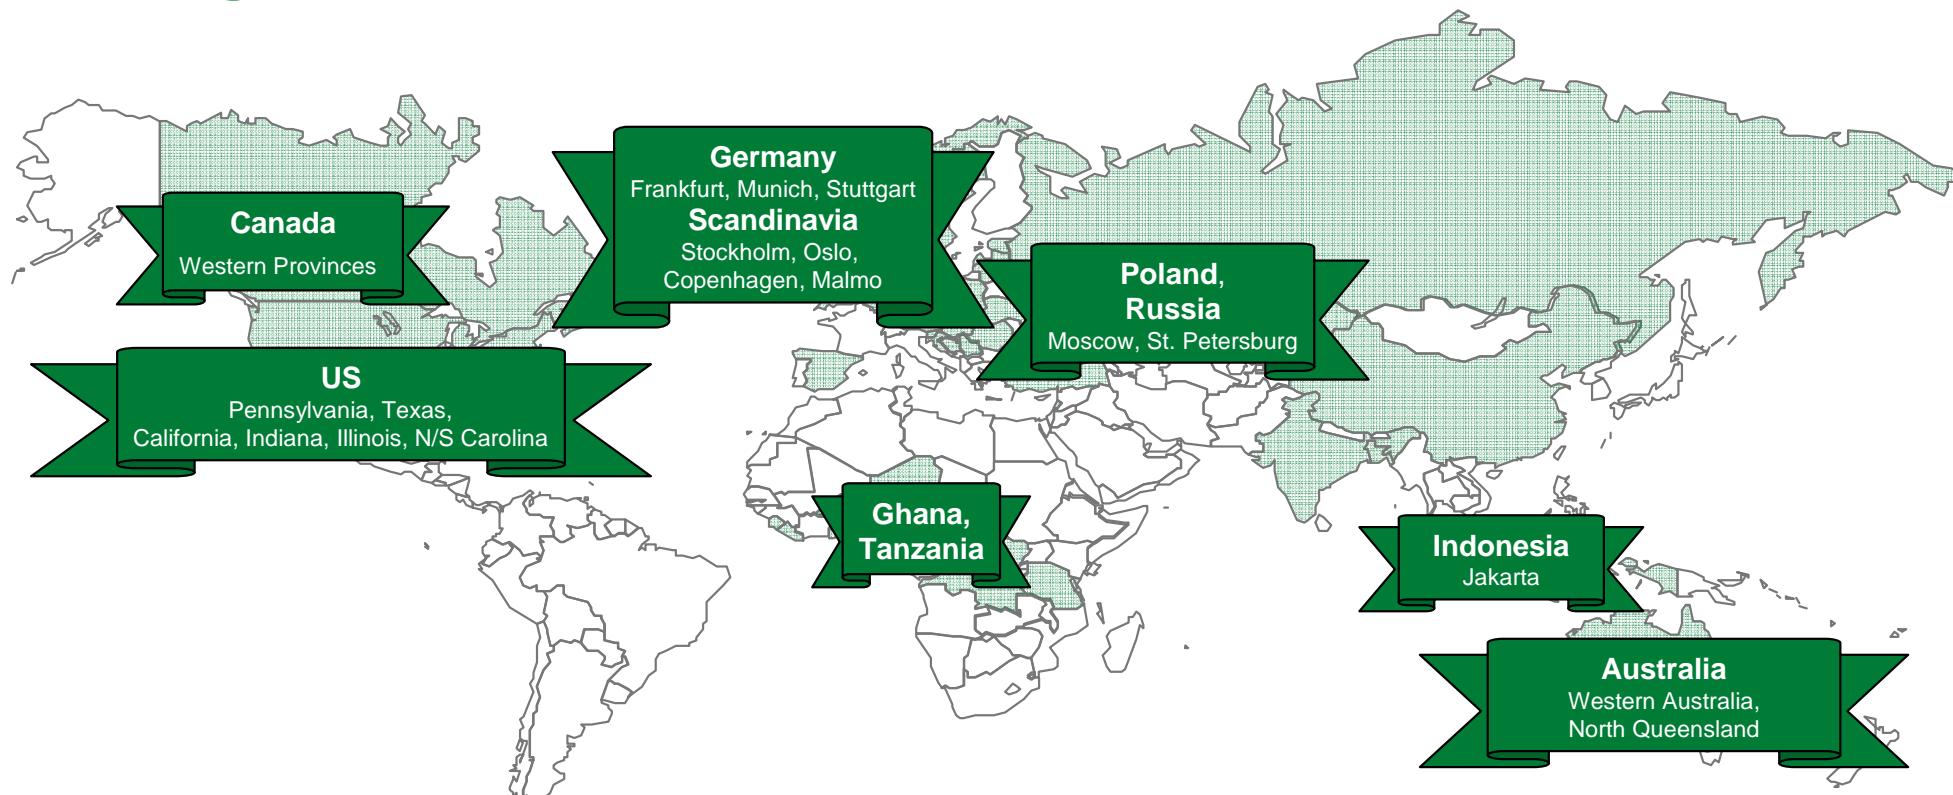 Canada
Western Provinces
US
Pennsylvania, Texas,
California, Indiana, Illinois, N/S Carolina
Germany
Frankfurt, Munich, Stuttgart
Scandinavia
Stockholm, Oslo,
Copenhagen, Malmo
Poland,
Russia
Moscow, St. Petersburg
Ghana,
Tanzania
Indonesia
Jakarta
Australia
Western Australia,
North Queensland